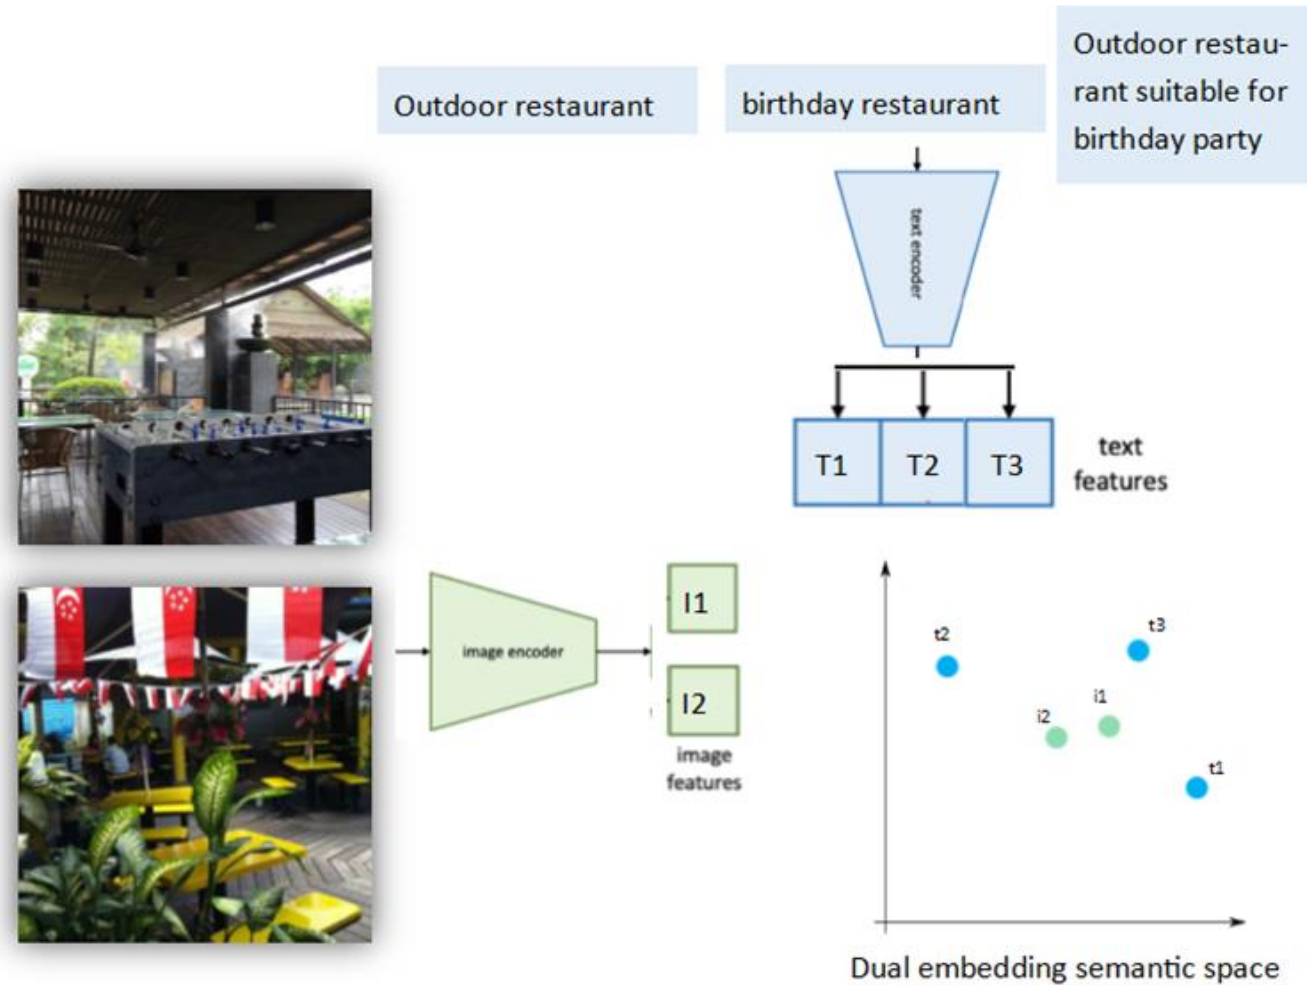 Outdoor restau-
rant suitable for
birthday party
Outdoor restaurant
birthday restaurant
text encoder
T1
T2
T3
text
features
image encoder
I1
I2
image
features
t2
t3
i1
i2
t1
Dual embedding semantic space